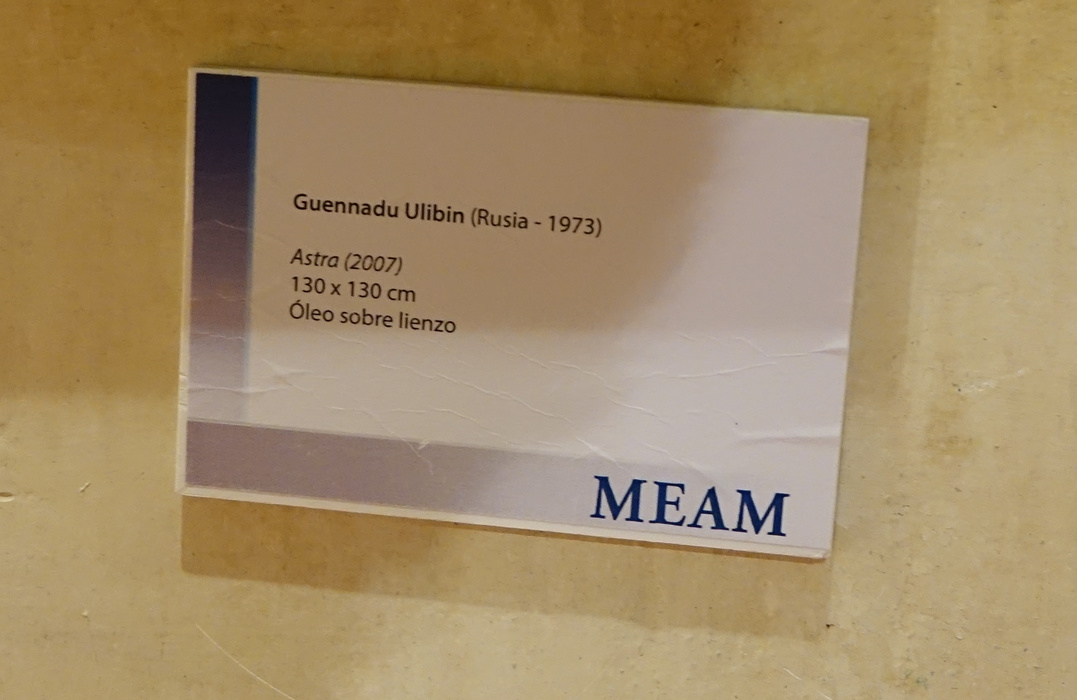 Guennadu Ulibin (Rusia - 1973)
Astra (2007)
130 x 130 cm
Óleo sobre lienzo
MEAM